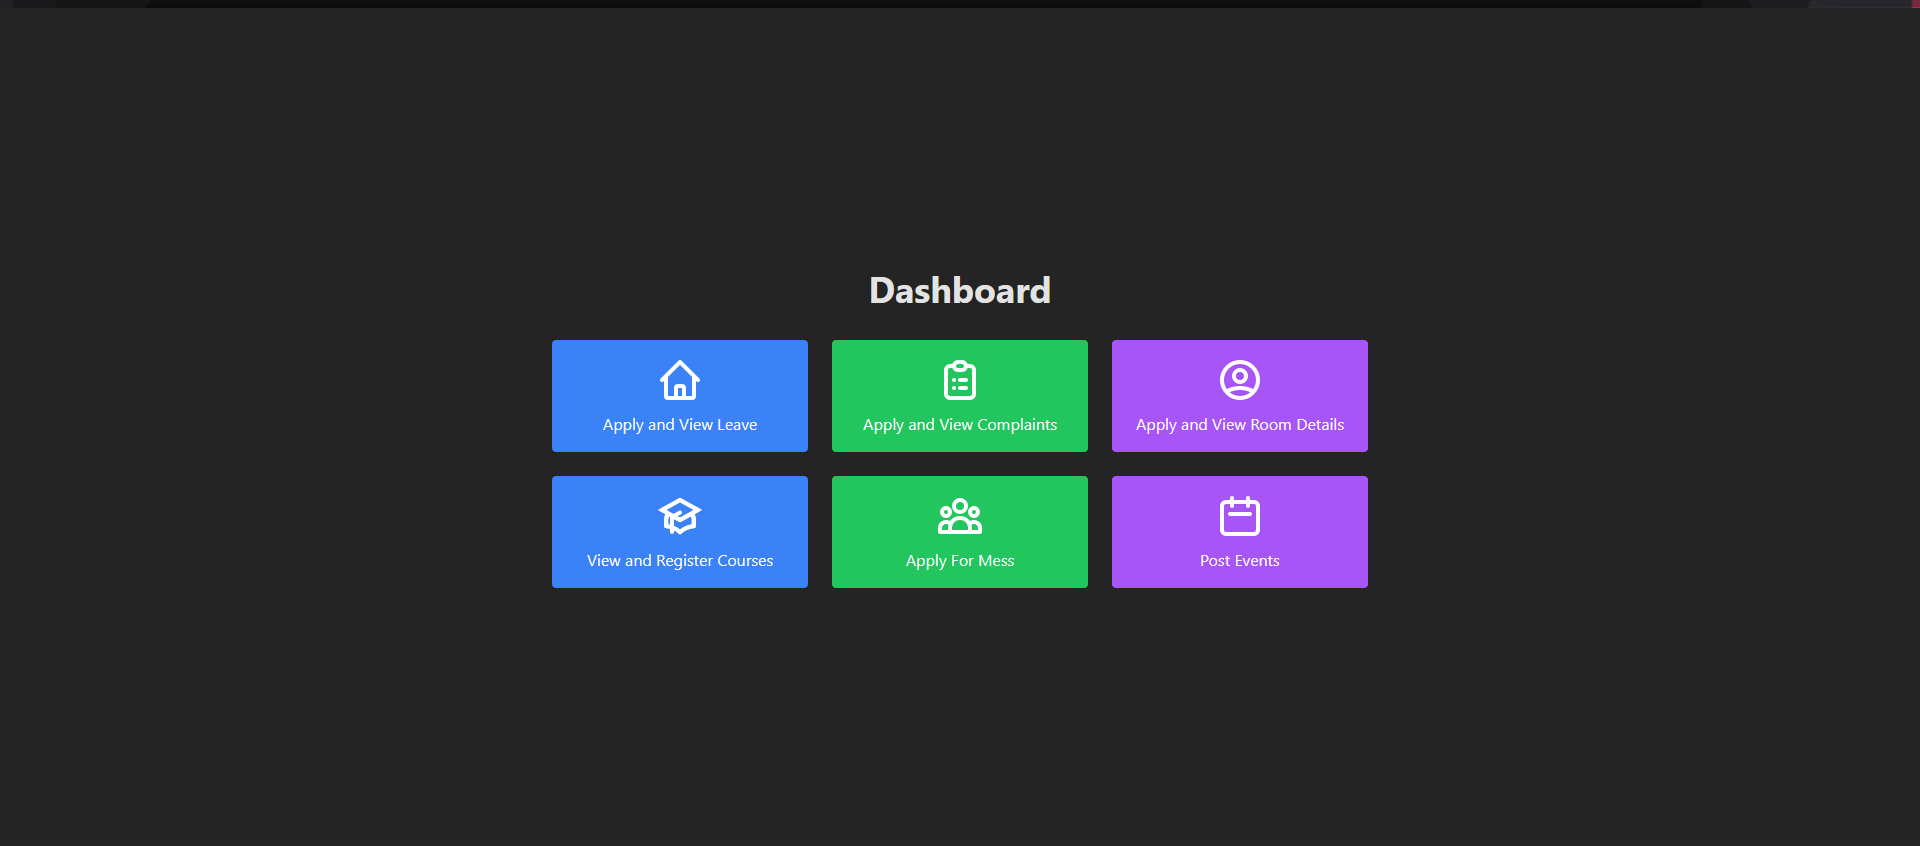 Dashboard
Apply and View Leave
Apply and View Complaints
Apply and View Room Details
View and Register Courses
Apply For Mess
Post Events